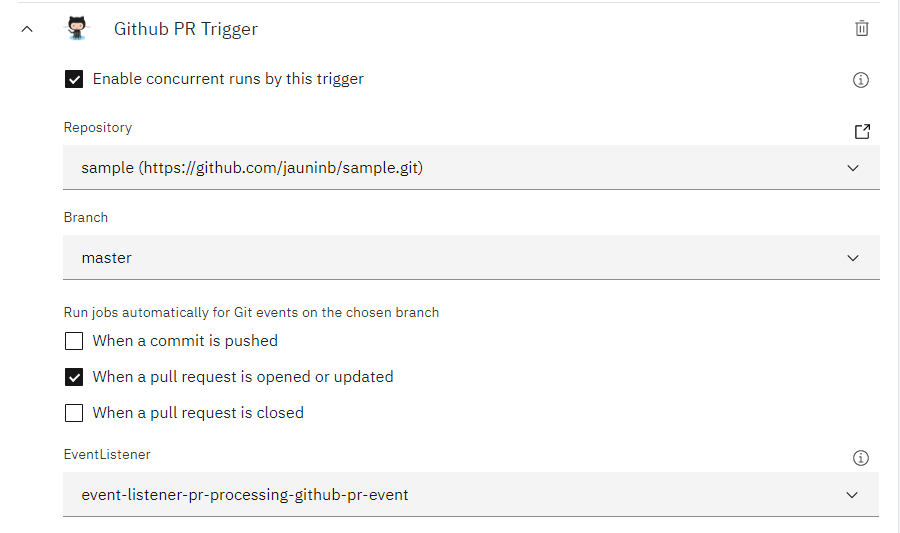 Github PR Trigger
Enable concurrent runs by this trigger
Repository
sample (https://github.com/jauninb/sample.git)
Branch
master
Run jobs automatically for Git events on the chosen branch
When a commit is pushed
When a pull request is opened or updated
When a pull request is closed
EventListener
event-listener-pr-processing-github-pr-event